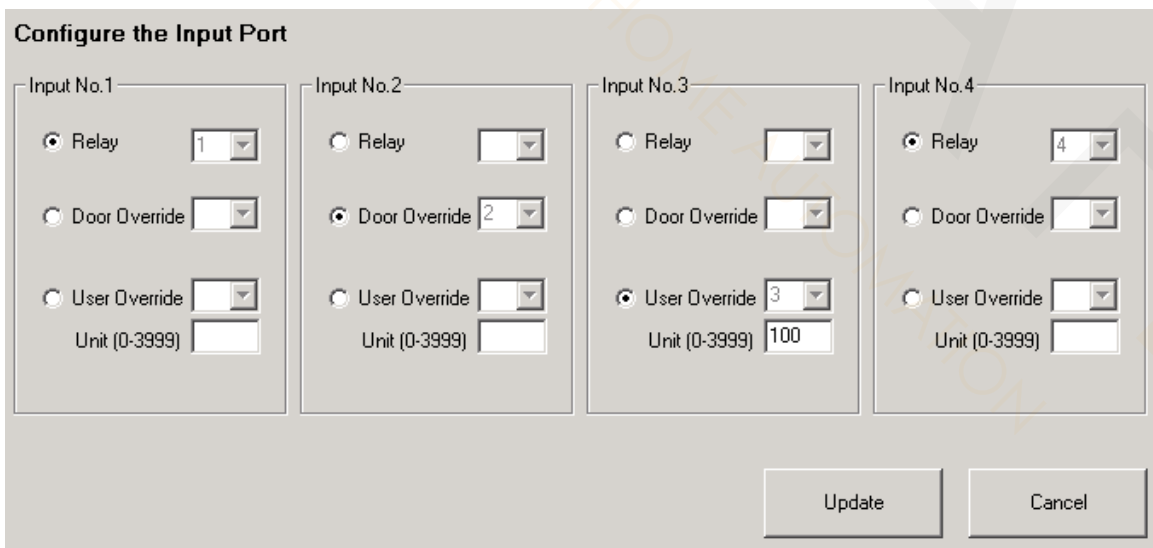 Configure the Input Port
Input No.1
Relay 1
Door Override
User Override
Unit (0-3999)
Input No.2
Relay
Door Override 2
User Override
Unit (0-3999)
Input No.3
Relay
Door Override
User Override 3
Unit (0-3999) 100
Input No.4
Relay 4
Door Override
User Override
Unit (0-3999)
Update Cancel
HOME AUTOMATION